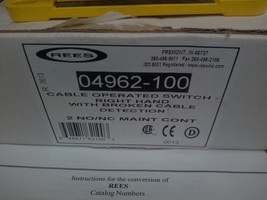 REES
FREMONT, IN 46737
04962-100
CABLE OPERATED SWITCH -
RIGHT HAND
WITH BROKEN CABLE
DETECTION
2 NO/NC MAINT CONT
CE
Instructions for the conversion of
REES
Catalog Numbers